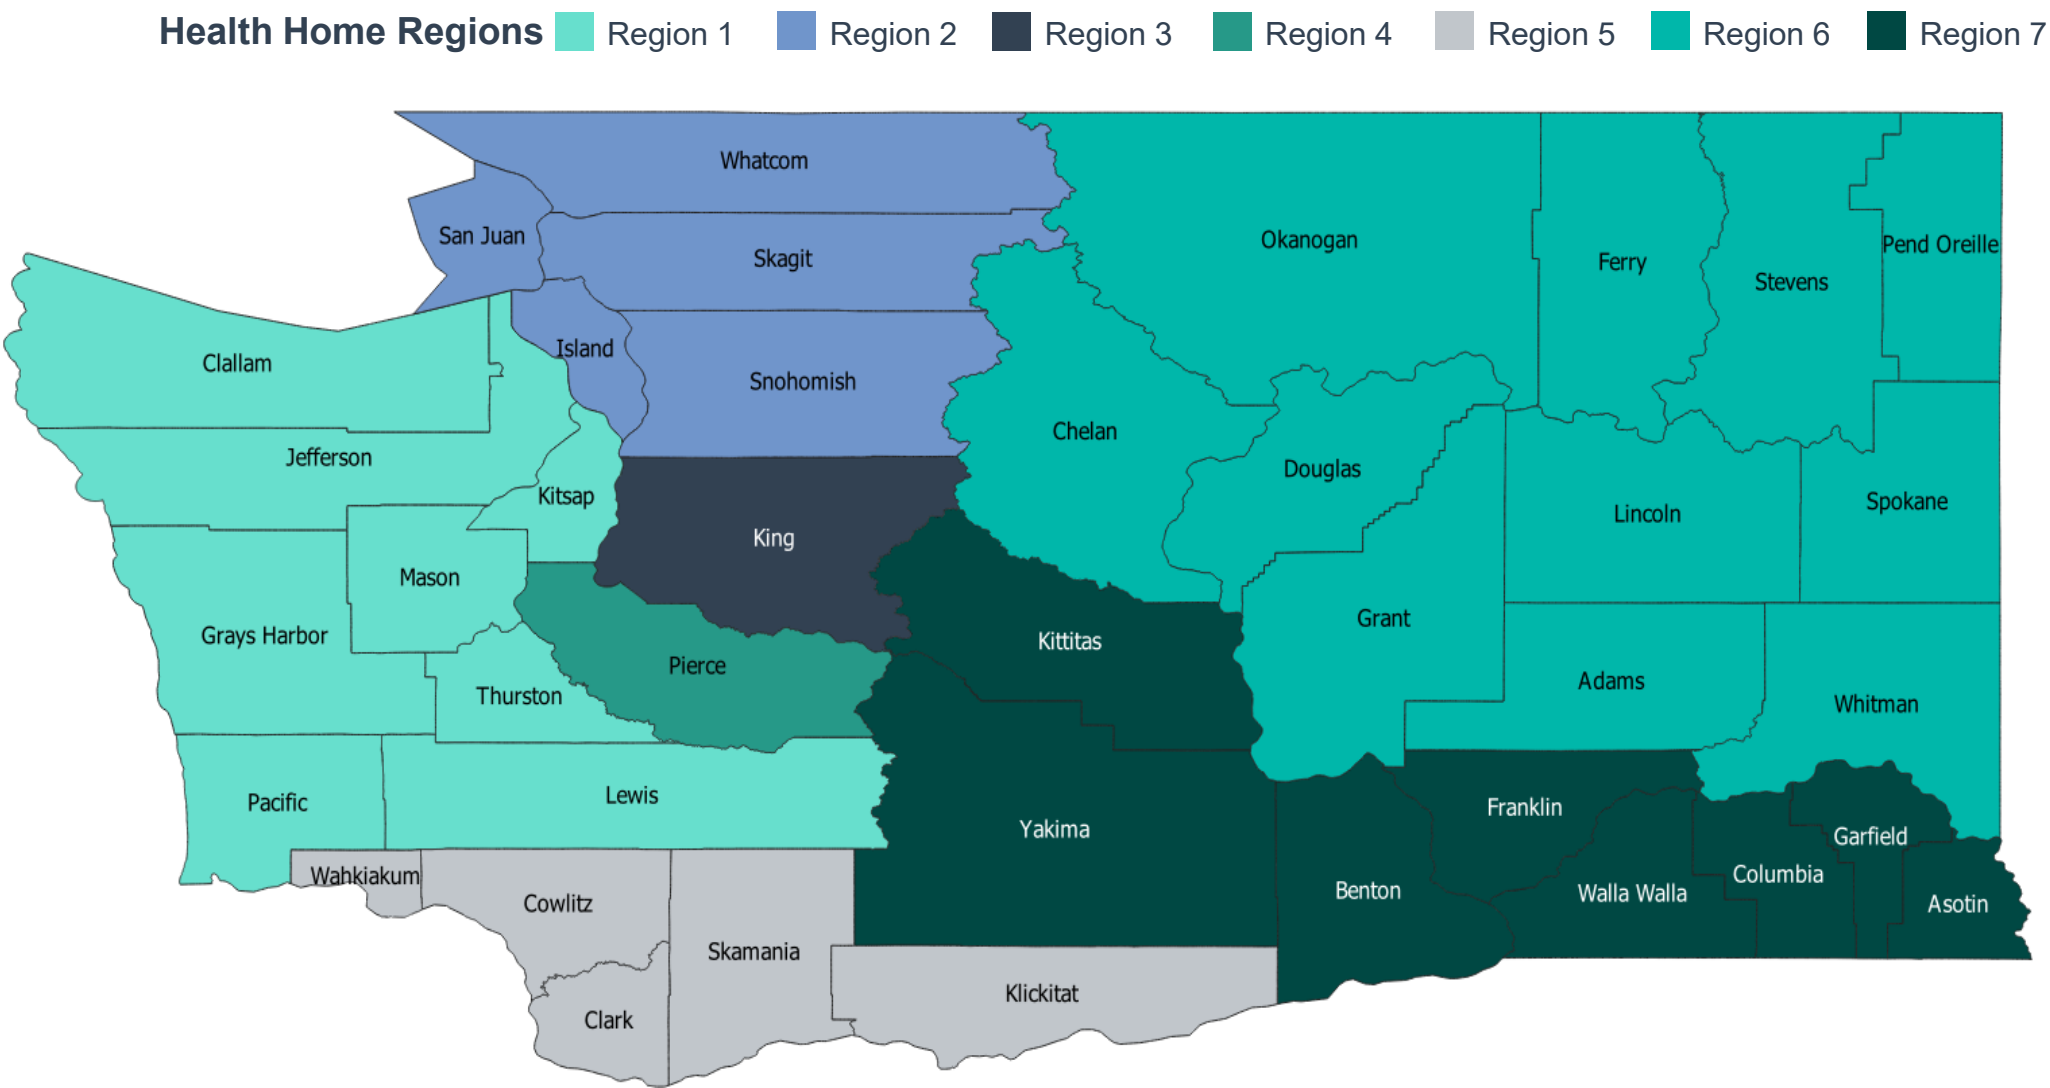 Health Home Regions Region 1 Region 2 Region 3 Region 4 Region 5 Region 6 Region 7
Whatcom
San Juan
Skagit
Okanogan
Ferry
Stevens
Pend Oreille
Island
Clallam
Snohomish
Chelan
Jefferson
Douglas
Kitsap
Lincoln
Spokane
King
Mason
Grays Harbor
Grant
Kittitas
Pierce
Thurston
Adams
Whitman
Pacific
Lewis
Yakima
Franklin
Garfield
Wahkiakum
Columbia
Cowlitz
Benton
Walla Walla
Asotin
Skamania
Klickitat
Clark